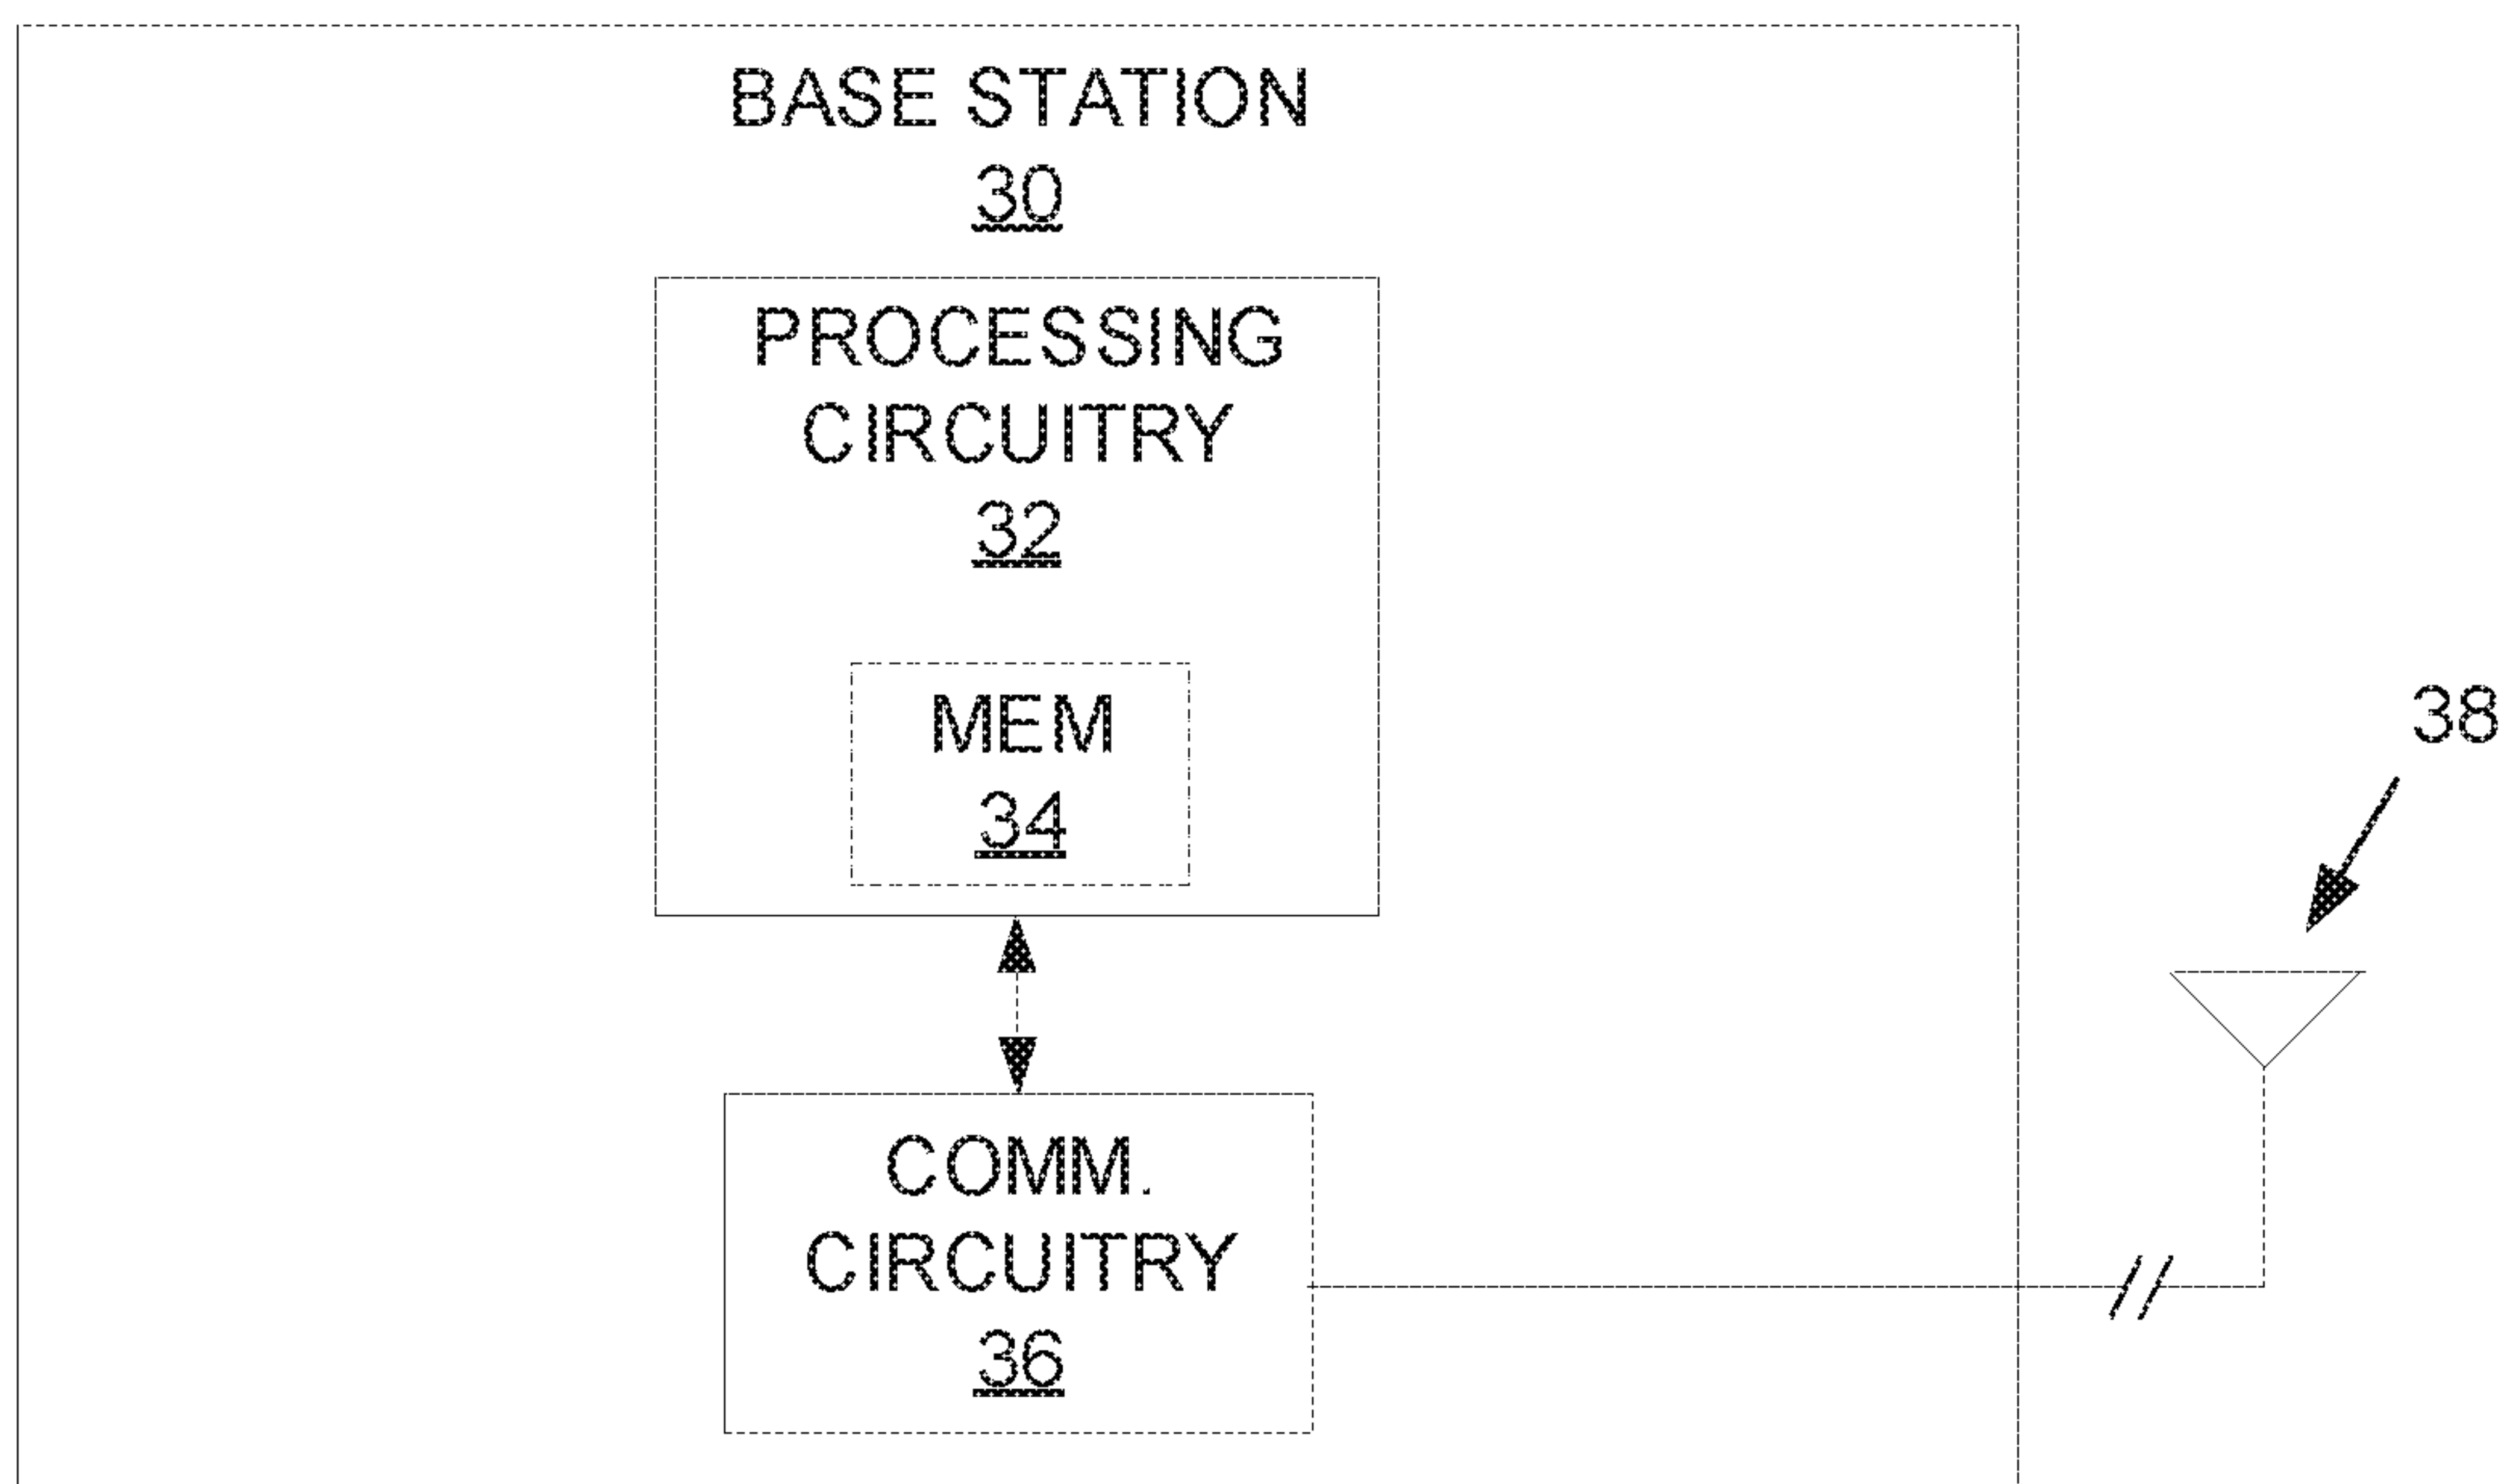 BASE STATION
30
PROCESSING
CIRCUITRY
32
MEM
34
38
COMM.
CIRCUITRY
36